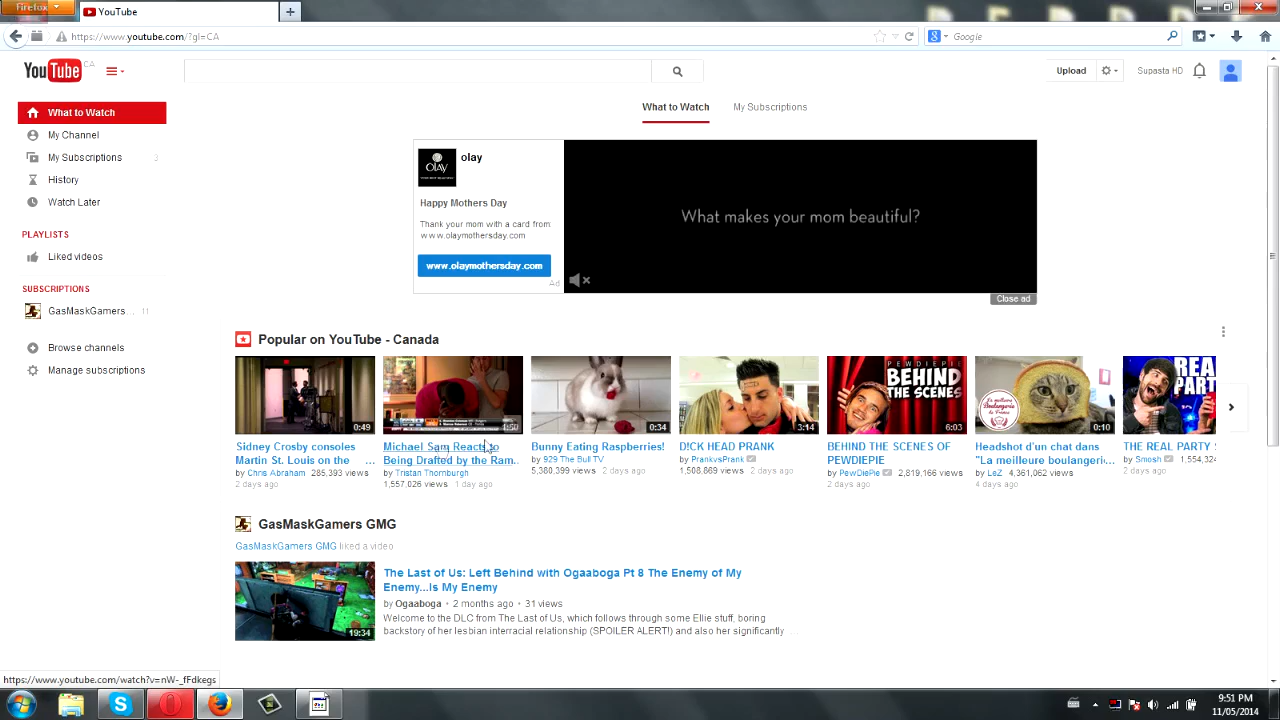 Firefox
YouTube
https://www.youtube.com/?gl=CA
Google
YouTube CA
Upload
Supasta HD
What to Watch
My Channel
My Subscriptions 3
History
Watch Later
PLAYLISTS
Liked videos
SUBSCRIPTIONS
GasMaskGamers... 11
Browse channels
Manage subscriptions
What to Watch
My Subscriptions
OLAY
olay
Happy Mothers Day
Thank your mom with a card from:
www.olaymothersday.com
www.olaymothersday.com
Ad
What makes your mom beautiful?
Close ad
Popular on YouTube - Canada
0:49
Sidney Crosby consoles
Martin St. Louis on the ...
by Chris Abraham 285,393 views
2 days ago
4:50
Michael Sam Reacts to
Being Drafted by the Ram...
by Tristan Thornburgh
1,557,026 views 1 day ago
0:34
Bunny Eating Raspberries!
by 929 The Bull TV
5,380,399 views 2 days ago
3:14
D!CK HEAD PRANK
by PrankvsPrank
1,508,869 views 2 days ago
PEWDIEPIE
BEHIND
THE SCENES
6:03
BEHIND THE SCENES OF
PEWDIEPIE
by PewDiePie 2,819,166 views
2 days ago
0:10
Headshot d'un chat dans
"La meilleure boulangeri...
by LeZ 4,361,062 views
4 days ago
REAL
PART
THE REAL PARTY S
by Smosh 1,554,324
2 days ago
GasMaskGamers GMG
GasMaskGamers GMG liked a video
19:34
The Last of Us: Left Behind with Ogaaboga Pt 8 The Enemy of My
Enemy...Is My Enemy
by Ogaaboga • 2 months ago • 31 views
Welcome to the DLC from The Last of Us, which follows through some Ellie stuff, boring
backstory of her lesbian interracial relationship (SPOILER ALERT!) and also her significantly ...
https://www.youtube.com/watch?v=nW-_fFdkegs
9:51 PM
11/05/2014